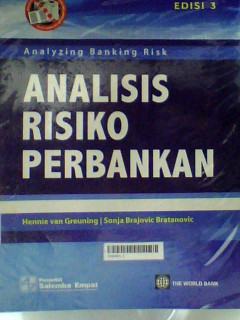 EDISI 3
Analyzing Banking Risk
ANALISIS
RISIKO
PERBANKAN
Hennie van Greuning | Sonja Brajovic Bratanovic
Penerbit
Salemba Empat
THE WORLD BANK